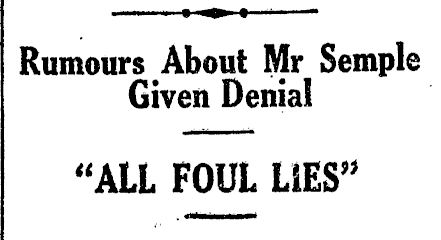 Rumours About Mr Semple
Given Denial
“ALL FOUL LIES”